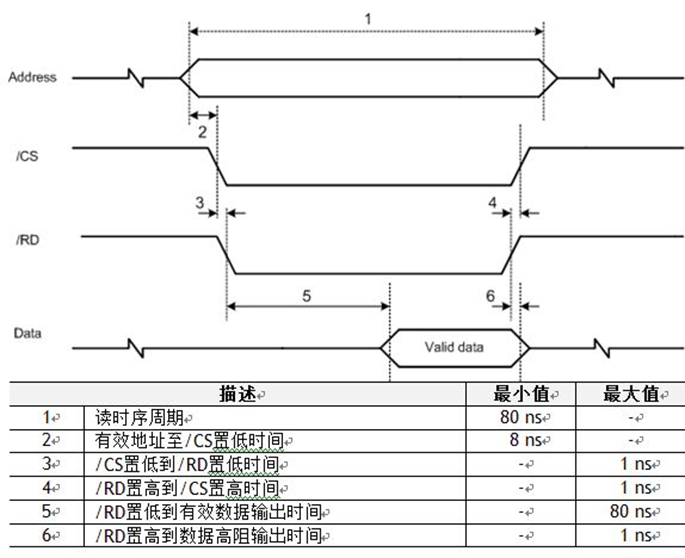 1
Address
2
/CS
3 4
/RD
5 6
Data Valid data
描述 最小值 最大值
1 读时序周期 80 ns -
2 有效地址至/CS置低时间 8 ns -
3 /CS置低到/RD置低时间 - 1 ns
4 /RD置高到/CS置高时间 - 1 ns
5 /RD置低到有效数据输出时间 - 80 ns
6 /RD置高到数据高阻输出时间 - 1 ns